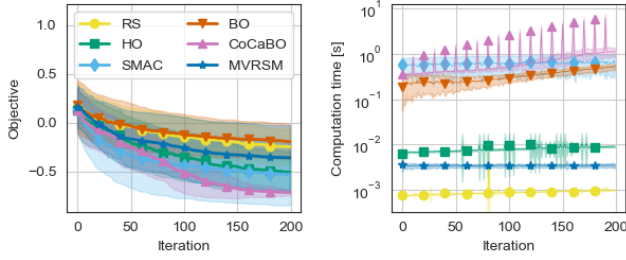 RS
HO
SMAC
BO
CoCaBO
MVRSM
1.0
0.5
0.0
−0.5
Objective
0 50 100 150 200
Iteration
10¹
10⁰
10⁻¹
10⁻²
10⁻³
Computation time [s]
0 50 100 150 200
Iteration